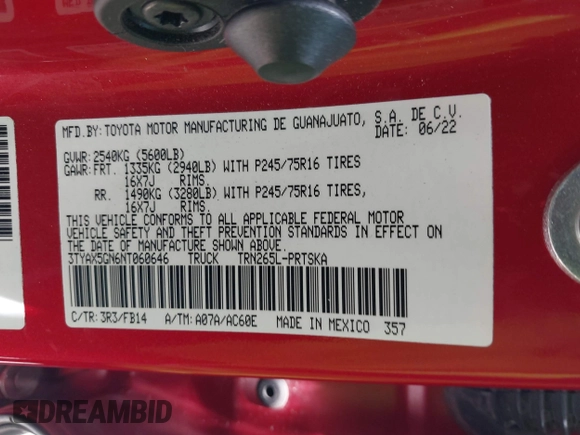 MFD.BY: TOYOTA MOTOR MANUFACTURING DE GUANAJUATO, S.A. DE C.V.
DATE: 06/22
GVWR: 2540KG (5600LB)
GAWR: FRT. 1335KG (2940LB) WITH P245/75R16 TIRES
16X7J RIMS.
RR. 1490KG (3280LB) WITH P245/75R16 TIRES,
16X7J RIMS.
THIS VEHICLE CONFORMS TO ALL APPLICABLE FEDERAL MOTOR
VEHICLE SAFETY AND THEFT PREVENTION STANDARDS IN EFFECT ON
THE DATE OF MANUFACTURE SHOWN ABOVE.
3TYAX5GN6NT060646 TRUCK TRN265L-PRTSKA
C/TR: 3R3/FB14 A/TM: A07A/AC60E MADE IN MEXICO 357
DREAMBID